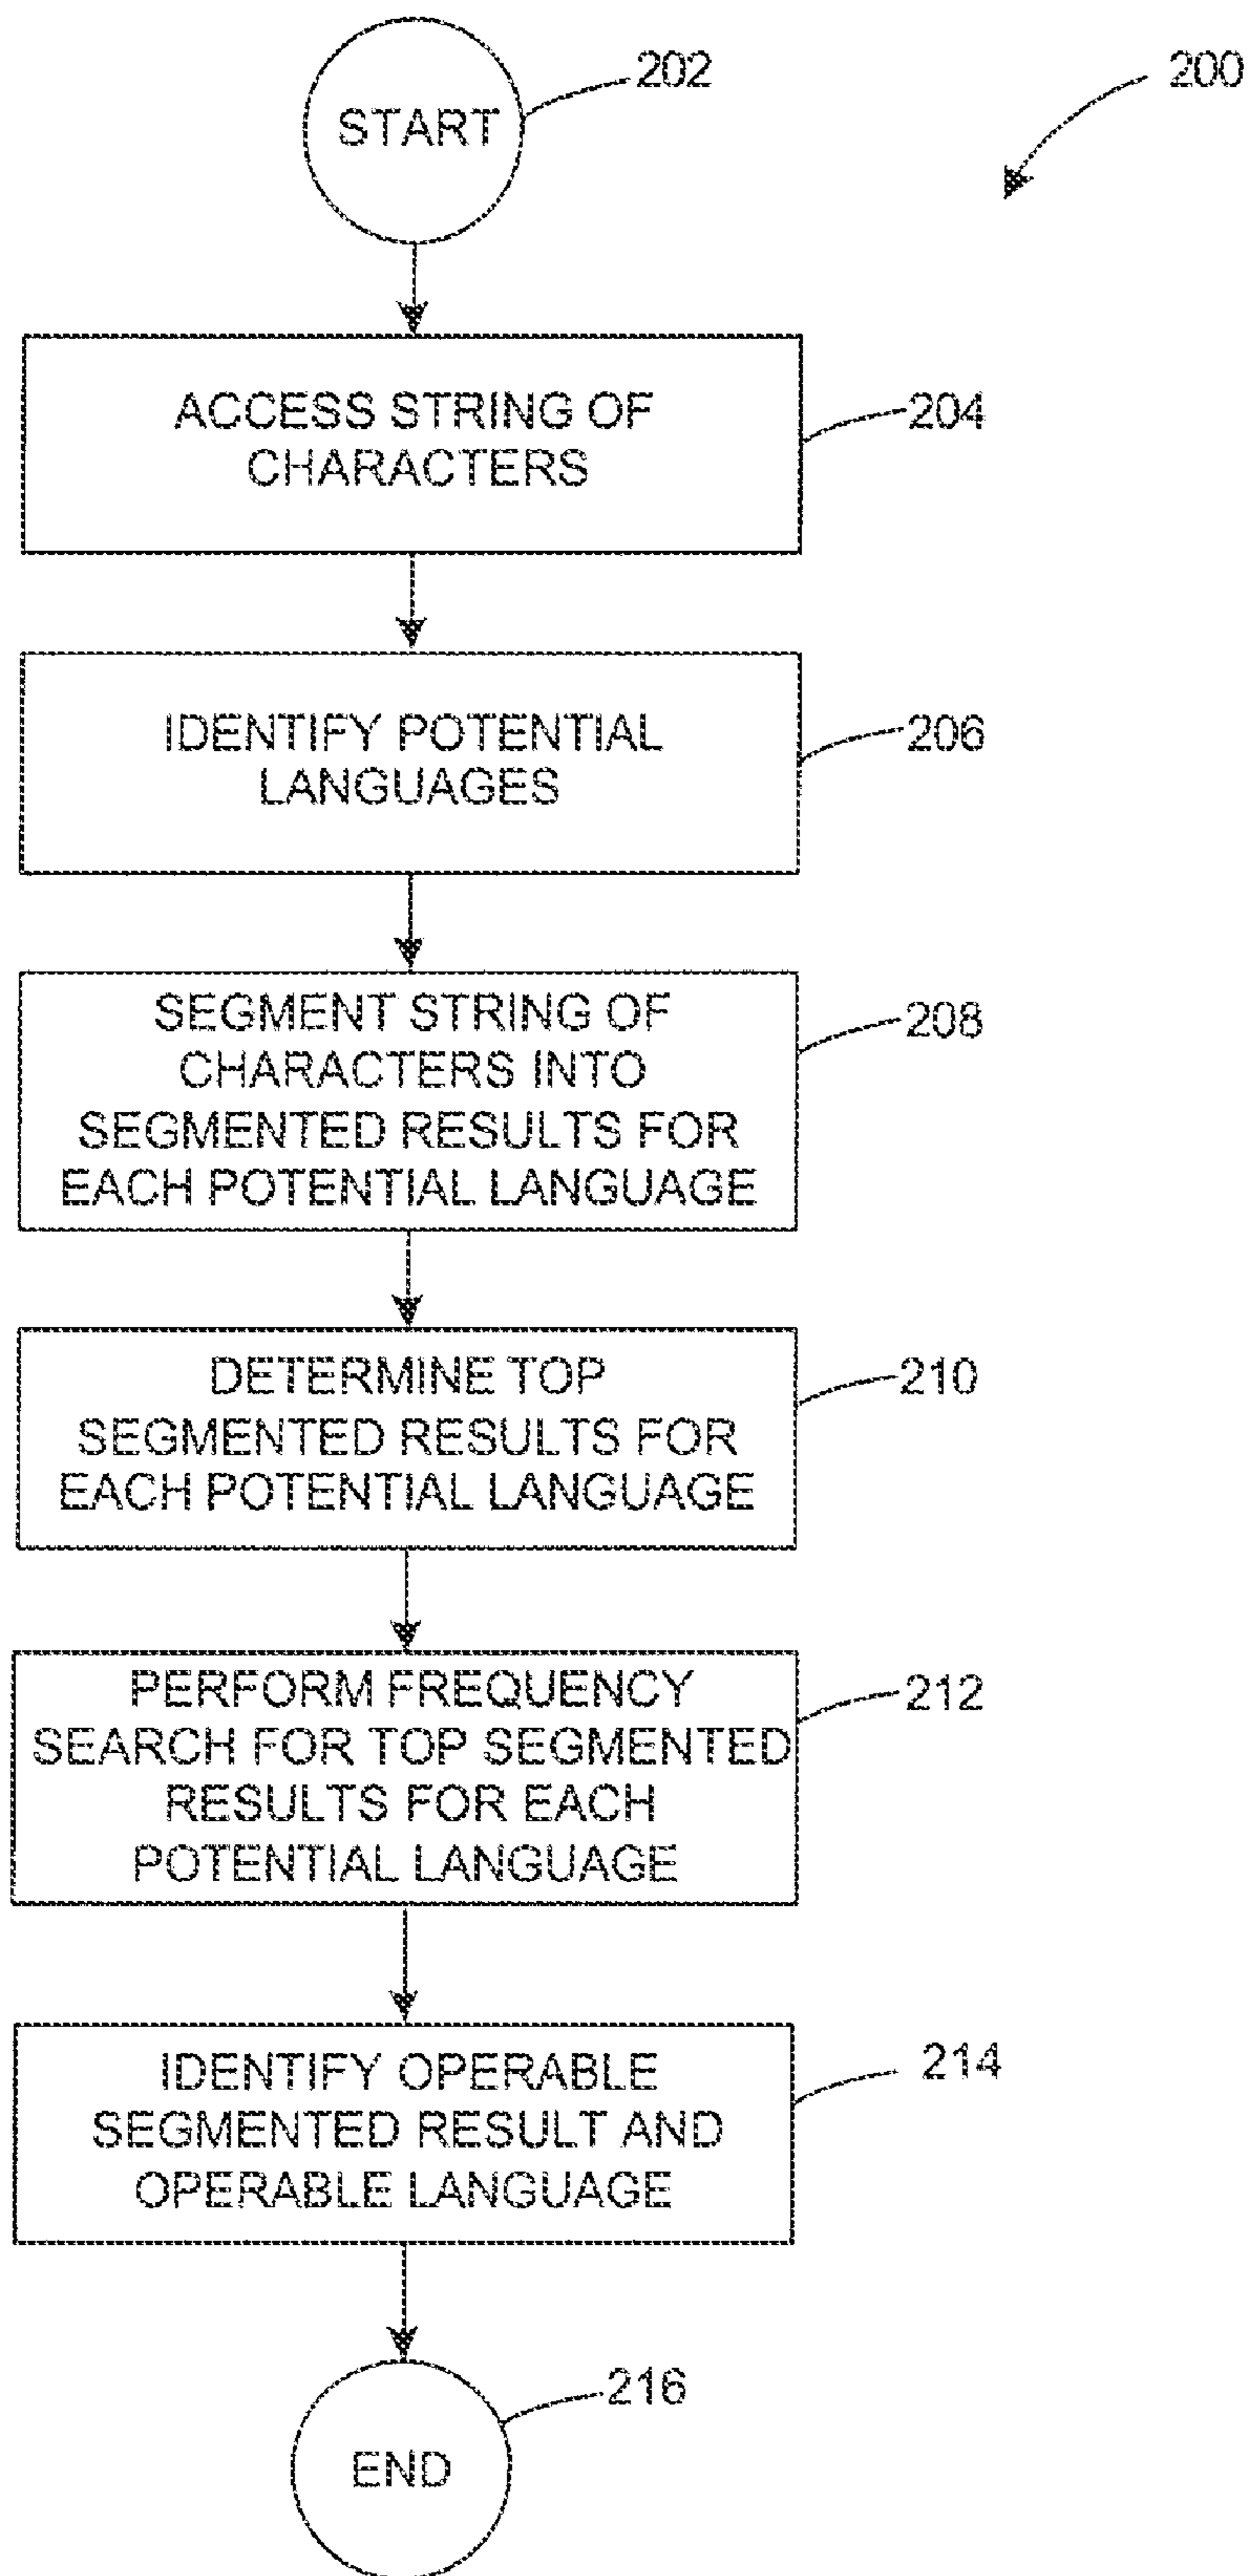 202
200
START
ACCESS STRING OF
CHARACTERS
204
IDENTIFY POTENTIAL
LANGUAGES
206
SEGMENT STRING OF
CHARACTERS INTO
SEGMENTED RESULTS FOR
EACH POTENTIAL LANGUAGE
208
DETERMINE TOP
SEGMENTED RESULTS FOR
EACH POTENTIAL LANGUAGE
210
PERFORM FREQUENCY
SEARCH FOR TOP SEGMENTED
RESULTS FOR EACH
POTENTIAL LANGUAGE
212
IDENTIFY OPERABLE
SEGMENTED RESULT AND
OPERABLE LANGUAGE
214
216
END